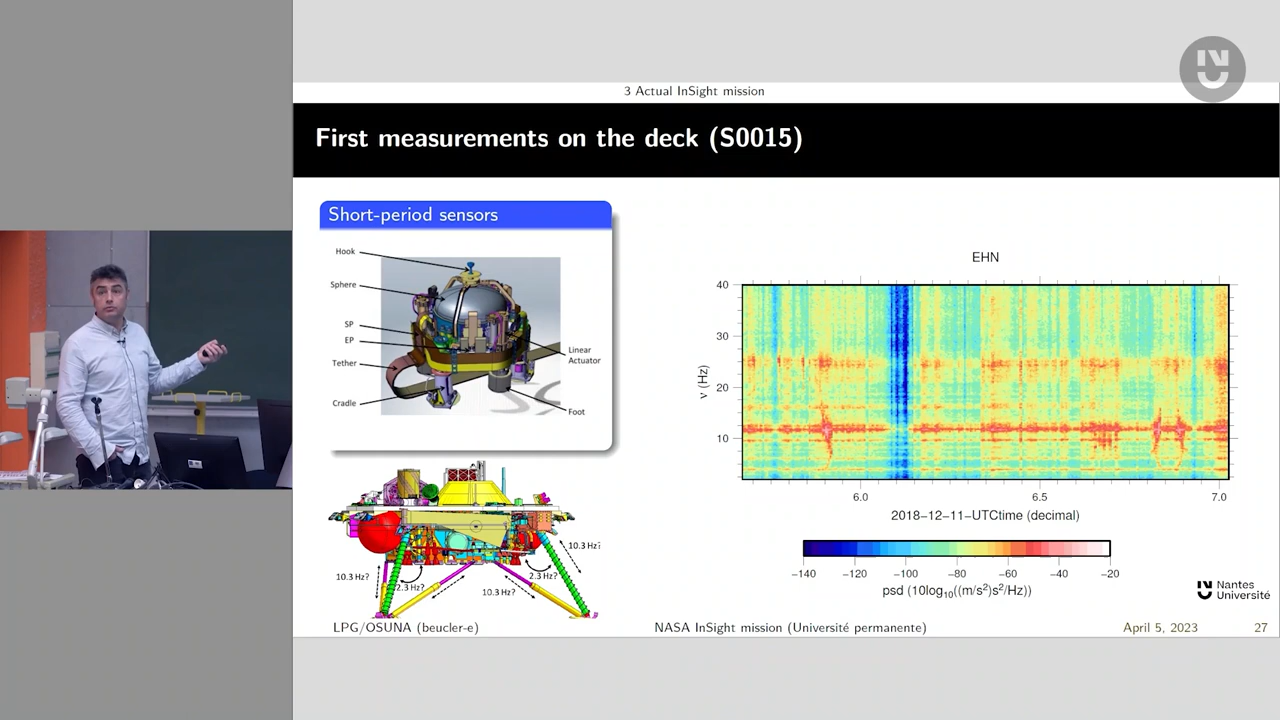 3 Actual InSight mission
First measurements on the deck (S0015)
Short-period sensors
Hook
Sphere
SP
EP
Tether
Cradle
Linear
Actuator
Foot
10.3 Hz?
2.3 Hz?
10.3 Hz?
2.3 Hz?
10.3 Hz?
EHN
40
30
20
10
ν (Hz)
6.0 6.5 7.0
2018−12−11−UTCtime (decimal)
−140 −120 −100 −80 −60 −40 −20
psd (10log10((m/s²)s²/Hz))
Nantes
Université
LPG/OSUNA (beucler-e) NASA InSight mission (Université permanente) April 5, 2023 27